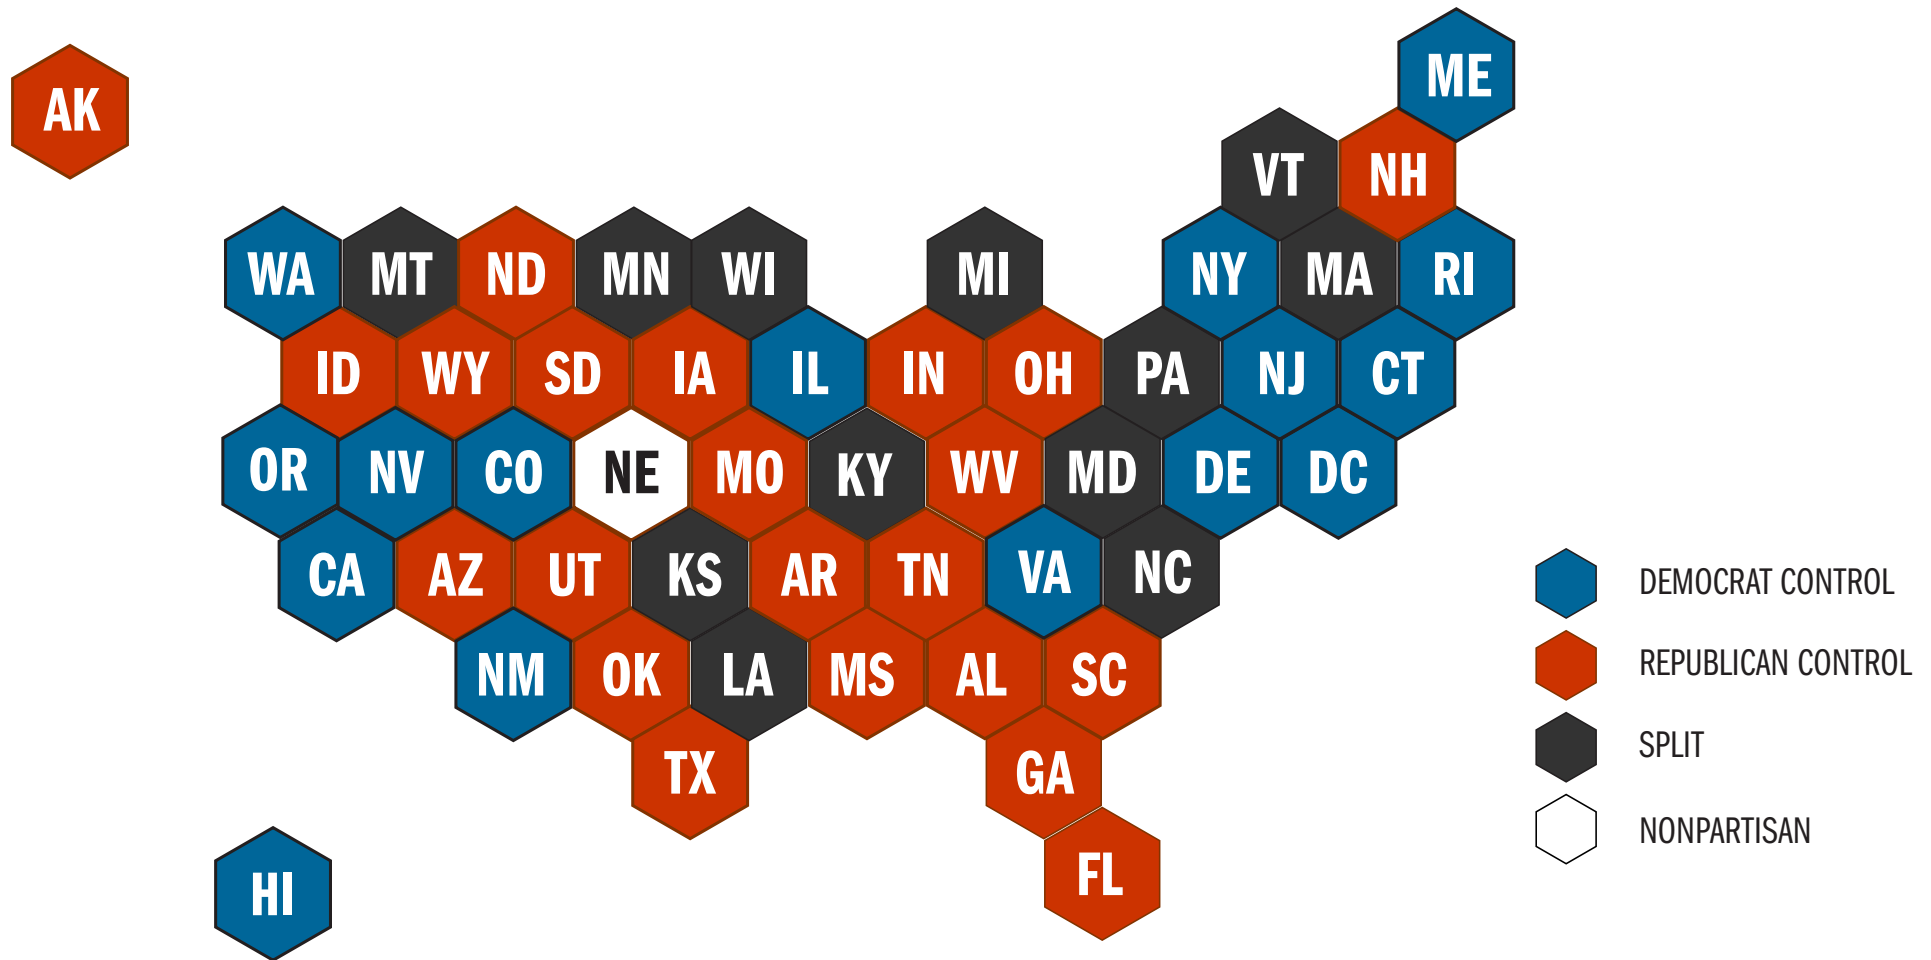 ME
AK
VT NH
WA MT ND MN WI MI NY MA RI
ID WY SD IA IL IN OH PA NJ CT
OR NV CO NE MO KY WV MD DE DC
CA AZ UT KS AR TN VA NC
NM OK LA MS AL SC
TX GA
FL
HI
DEMOCRAT CONTROL
REPUBLICAN CONTROL
SPLIT
NONPARTISAN